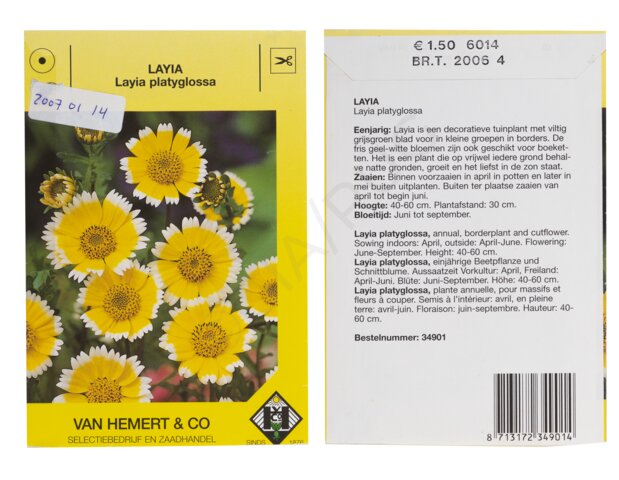 LAYIA
Layia platyglossa
2007 01 14
VAN HEMERT & CO
SELECTIEBEDRIJF EN ZAADHANDEL
SINDS 1876
€ 1.50 6014
BR.T. 2006 4
LAYIA
Layia platyglossa
Eenjarig: Layia is een decoratieve tuinplant met viltig
grijsgroen blad voor in kleine groepen in borders. De
fris geel-witte bloemen zijn ook geschikt voor boeket-
ten. Het is een plant die op vrijwel iedere grond behal-
ve natte gronden, groeit en het liefst in de zon staat.
Zaaien: Binnen voorzaaien in april in potten en later in
mei buiten uitplanten. Buiten ter plaatse zaaien van
april tot begin juni.
Hoogte: 40-60 cm. Plantafstand: 30 cm.
Bloeitijd: Juni tot september.
Layia platyglossa, annual, borderplant and cutflower.
Sowing indoors: April, outside: April-June. Flowering:
June-September. Height: 40-60 cm.
Layia platyglossa, einjährige Beetpflanze und
Schnittblume. Aussaatzeit Vorkultur: April, Freiland:
April-Juni. Blüte: Juni-September. Höhe: 40-60 cm.
Layia platyglossa, plante annuelle, pour massifs et
fleurs à couper. Semis à l'intérieur: avril, en pleine
terre: avril-juin. Floraison: juin-septembre. Hauteur: 40-
60 cm.
Bestelnummer: 34901
8 713172 349014